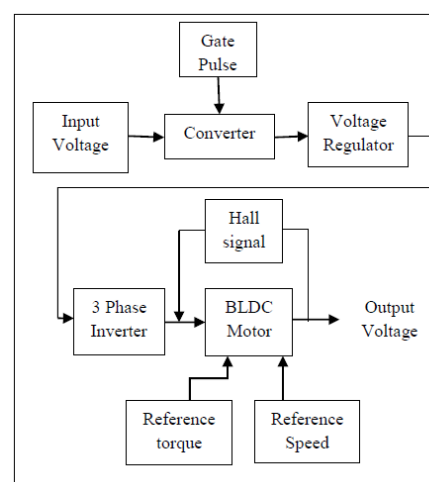 Gate
Pulse
Input
Voltage
Converter
Voltage
Regulator
Hall
signal
3 Phase
Inverter
BLDC
Motor
Output
Voltage
Reference
torque
Reference
Speed